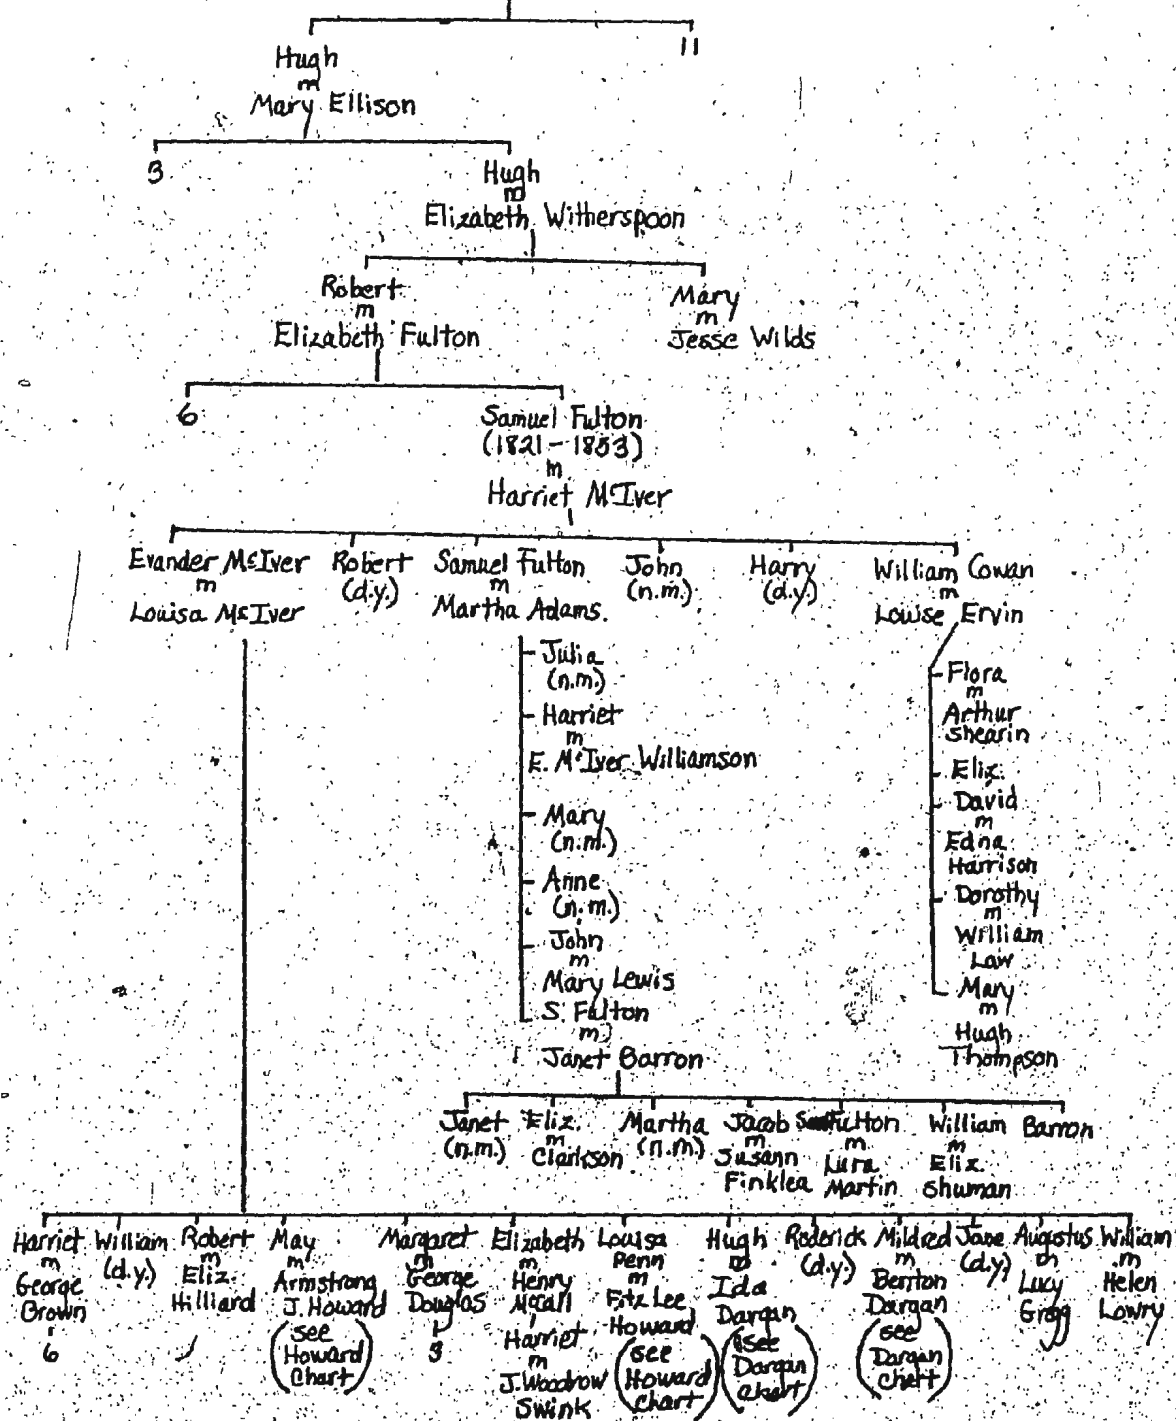 11
Hugh
m
Mary Ellison
3
Hugh
m
Elizabeth Witherspoon
Robert
m
Elizabeth Fulton
Mary
m
Jesse Wilds
6
Samuel Fulton
(1821-1853)
m
Harriet McIver
Evander McIver
m
Louisa McIver
Robert
(d.y.)
Samuel Fulton
m
Martha Adams.
John
(n.m.)
Harry
(d.y.)
William Cowan
m
Louise Ervin
Julia
(n.m.)
Harriet
m
E. McIver Williamson
Mary
(n.m.)
Anne
(n.m.)
John
m
Mary Lewis
S. Fulton
m
Janet Barron
Flora
m
Arthur
Shearin
Eliz.
David
m
Edna
Harrison
Dorothy
m
William
Law
Mary
m
Hugh
Thompson
Janet
(n.m.)
Eliz.
m
Clarkson
Martha
(n.m.)
Jacob
m
Susann
Finklea
Fulton
m
Lura
Martin
William
m
Eliz.
Shuman
Barron
Harriet
m
George
Brown
6
William
(d.y.)
Robert
m
Eliz.
Hilliard
May
m
Armstrong
J. Howard
(see
Howard
Chart)
Margaret
m
George
Douglas
3
Elizabeth
m
Henry
McCall
Harriet
m
J. Woodrow
Swink
Louisa
Penn
m
Fitz Lee
Howard
(see
Howard
Chart)
Hugh
m
Ida
Dargan
(see
Dargan
Chart)
Roderick
(d.y.)
Mildred
m
Benton
Dargan
(see
Dargan
Chart)
Jane
(d.y.)
Augustus
m
Lucy
Gregg
William
m
Helen
Lowry